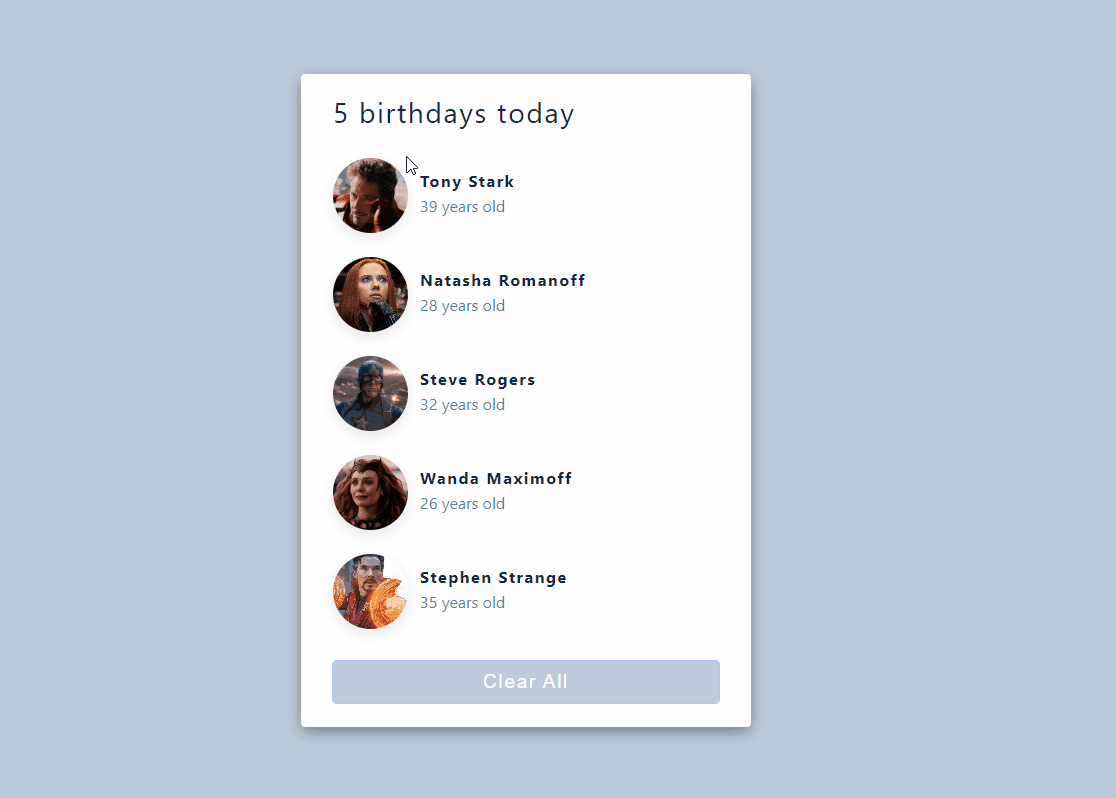 5 birthdays today
Tony Stark
39 years old
Natasha Romanoff
28 years old
Steve Rogers
32 years old
Wanda Maximoff
26 years old
Stephen Strange
35 years old
Clear All